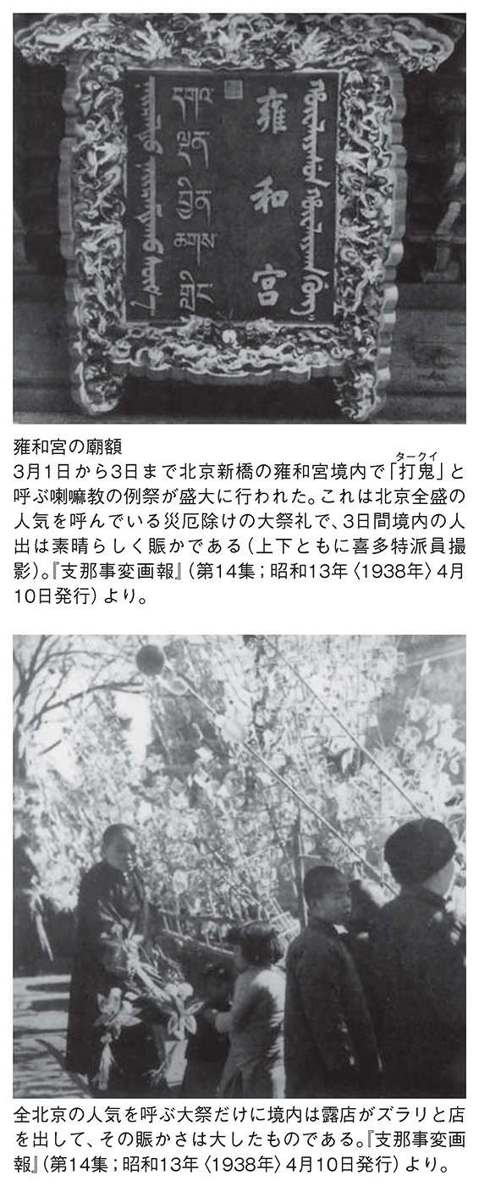 雍和宮
དགའ་
ལྡན་
བྱིན་
ཆགས་
གླིང་
雍和宮の廟額
タークイ
3月1日から3日まで北京新橋の雍和宮境内で「打鬼」と
呼ぶ喇嘛教の例祭が盛大に行われた。これは北京全盛の
人気を呼んでいる災厄除けの大祭礼で、3日間境内の人
出は素晴らしく賑かである（上下ともに喜多特派員撮
影）。『支那事変画報』（第14集；昭和13年〈1938年〉4月
10日発行）より。
全北京の人気を呼ぶ大祭だけに境内は露店がズラリと店
を出して、その賑かさは大したものである。『支那事変画
報』（第14集；昭和13年〈1938年〉4月10日発行）より。